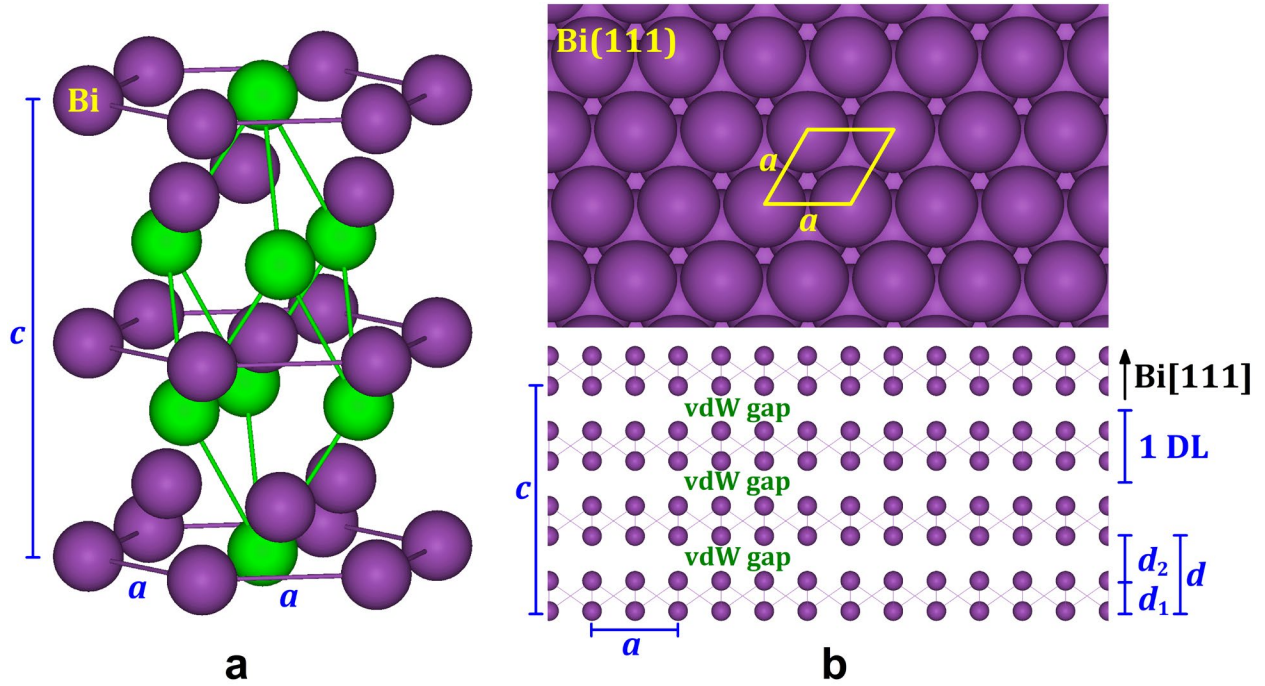 Bi
c
a
a
a
Bi(111)
a
a
Bi[111]
vdW gap
1 DL
c
vdW gap
vdW gap
d₂
d
d₁
a
b